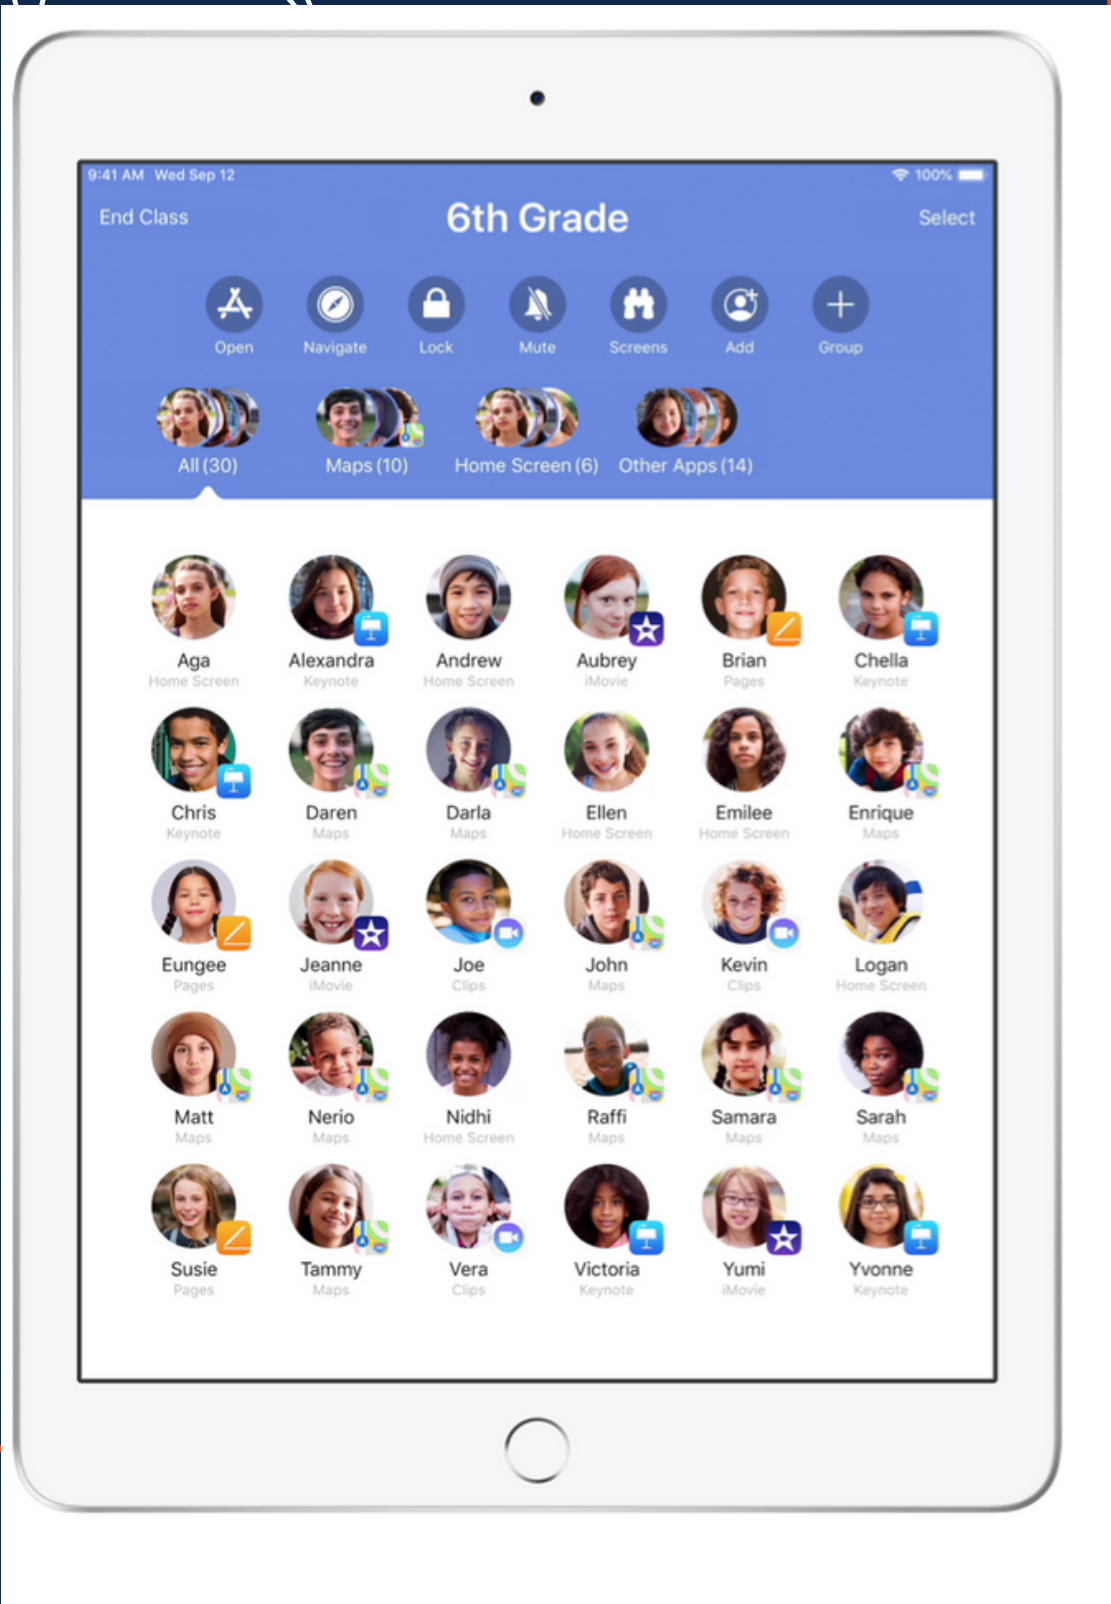 9:41 AM Wed Sep 12 100%
End Class 6th Grade Select
Open Navigate Lock Mute Screens Add Group
All (30) Maps (10) Home Screen (6) Other Apps (14)
Aga Alexandra Andrew Aubrey Brian Chella
Home Screen Keynote Home Screen iMovie Pages Keynote
Chris Daren Darla Ellen Emilee Enrique
Keynote Maps Maps Home Screen Home Screen Maps
Eungee Jeanne Joe John Kevin Logan
Pages iMovie Clips Maps Clips Home Screen
Matt Nerio Nidhi Raffi Samara Sarah
Maps Maps Home Screen Maps Maps Maps
Susie Tammy Vera Victoria Yumi Yvonne
Pages Maps Clips Keynote iMovie Keynote